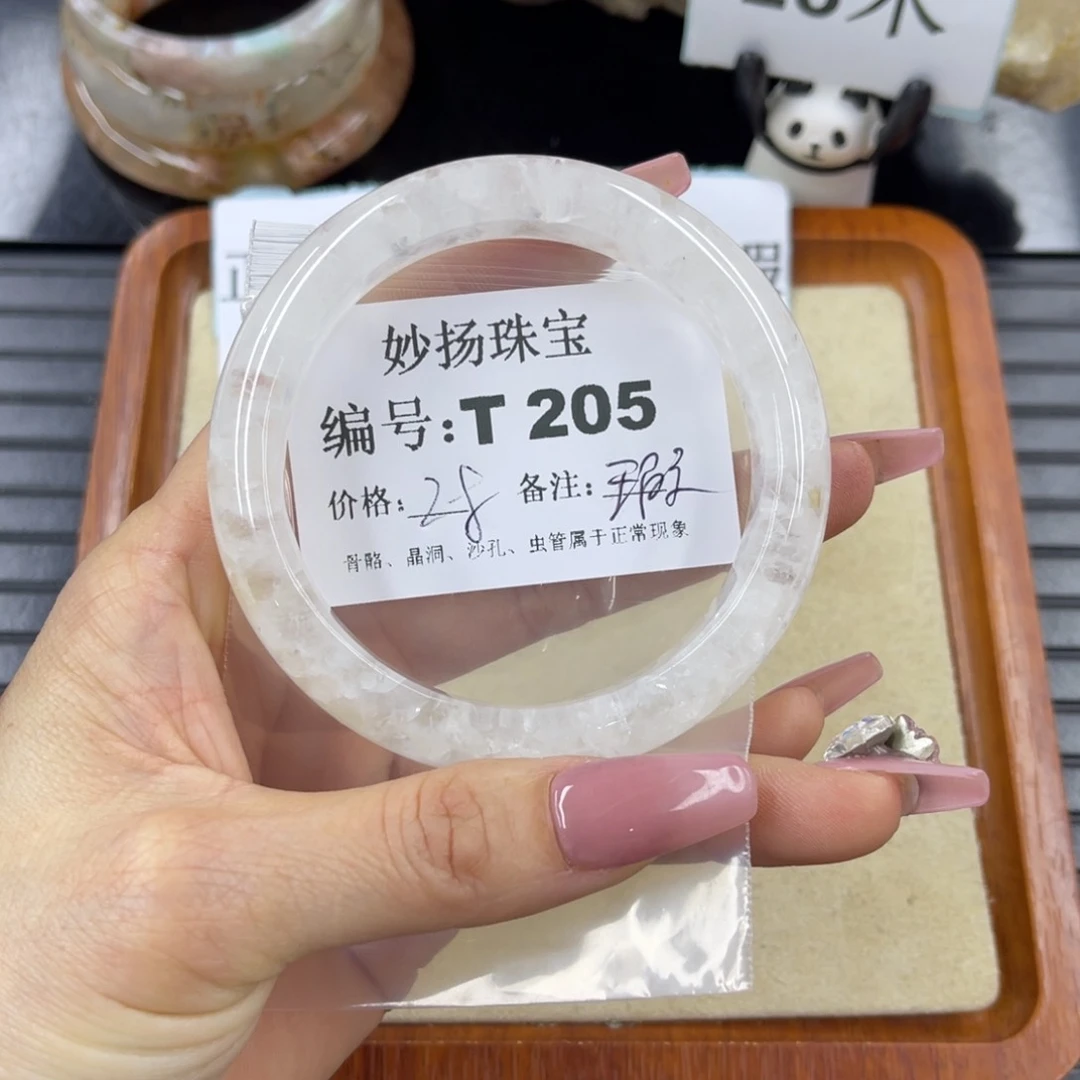 妙扬珠宝
编号:T 205
价格:28 备注:
骨骼、晶洞、沙孔、虫管属于正常现象